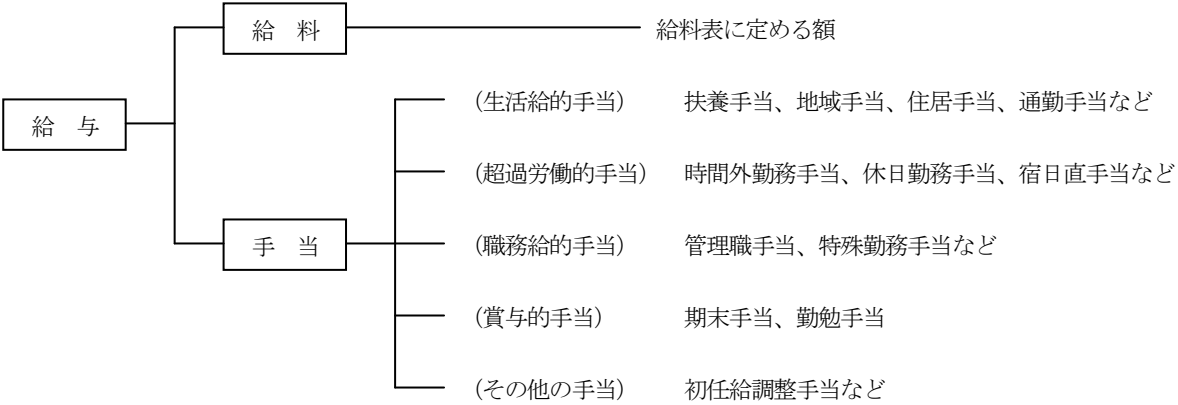 給　料　給料表に定める額
（生活給的手当）　扶養手当、地域手当、住居手当、通勤手当など
給　与
（超過労働的手当）　時間外勤務手当、休日勤務手当、宿日直手当など
手　当　（職務給的手当）　管理職手当、特殊勤務手当など
（賞与的手当）　期末手当、勤勉手当
（その他の手当）　初任給調整手当など